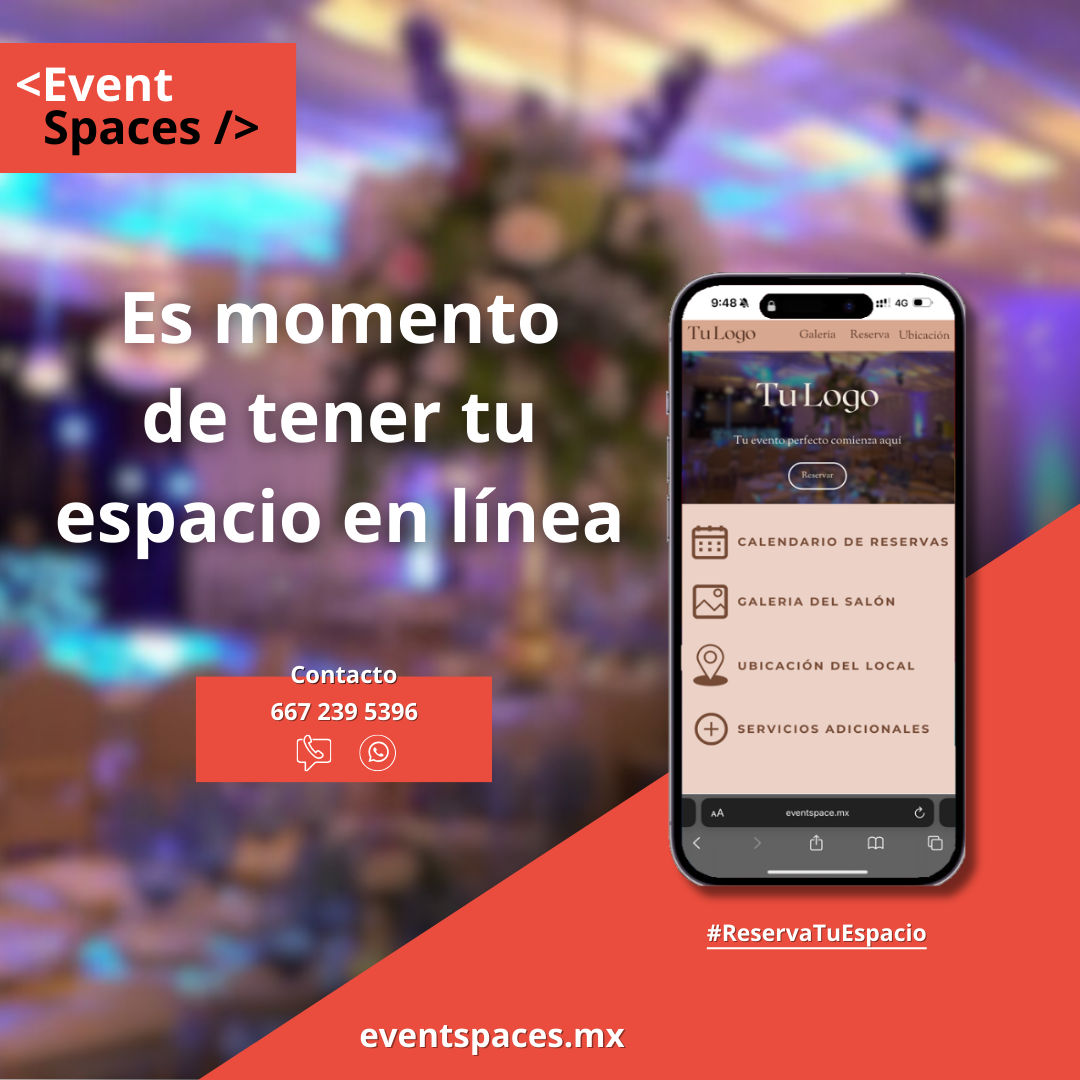 <Event
Spaces />
Es momento
de tener tu
espacio en línea
Contacto
667 239 5396
9:48
4G
Tu Logo
Galeria Reserva Ubicación
Tu Logo
Tu evento perfecto comienza aquí
Reservar
CALENDARIO DE RESERVAS
GALERIA DEL SALÓN
UBICACIÓN DEL LOCAL
SERVICIOS ADICIONALES
AA eventspace.mx
#ReservaTuEspacio
eventspaces.mx